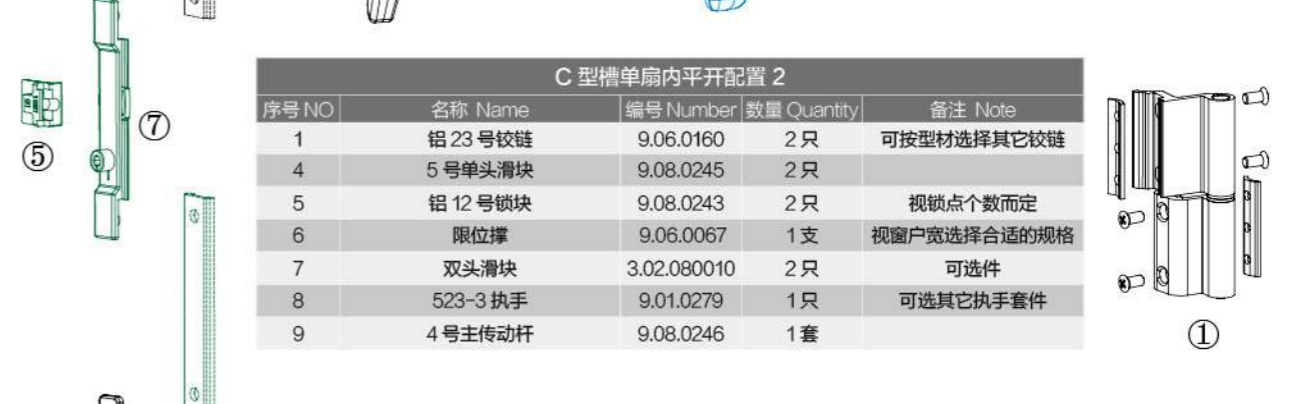 C 型槽单扇内平开配置 2
序号 NO 名称 Name 编号 Number 数量 Quantity 备注 Note
1 铝 23 号铰链 9.06.0160 2 只 可按型材选择其它铰链
4 5 号单头滑块 9.08.0245 2 只
5 铝 12 号锁块 9.08.0243 2 只 视锁点个数而定
6 限位撑 9.06.0067 1 支 视窗户宽选择合适的规格
7 双头滑块 3.02.080010 2 只 可选件
8 523-3 执手 9.01.0279 1 只 可选其它执手套件
9 4 号主传动杆 9.08.0246 1 套
⑦
⑤
①